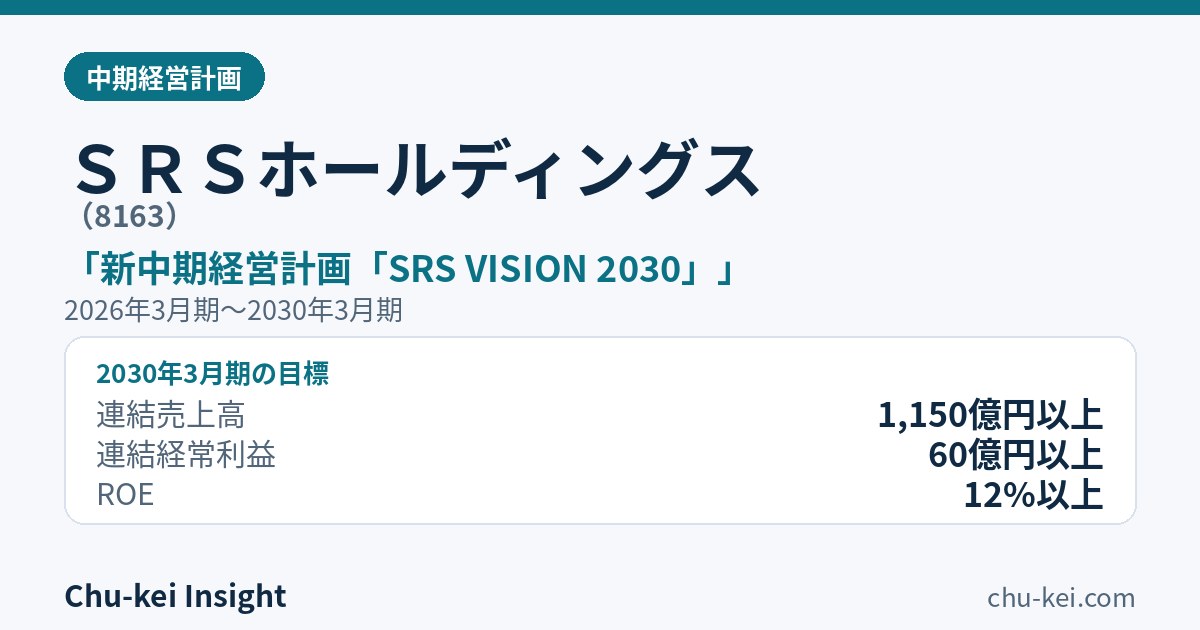 中期経営計画
ＳＲＳホールディングス
（8163）
「新中期経営計画「SRS VISION 2030」」
2026年3月期〜2030年3月期
2030年3月期の目標
連結売上高 1,150億円以上
連結経常利益 60億円以上
ROE 12%以上
Chu-kei Insight chu-kei.com